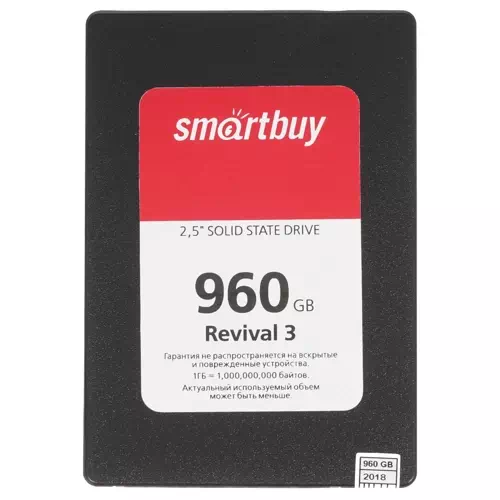 smartbuy
2,5" SOLID STATE DRIVE
960 GB
Revival 3
Гарантия не распространяется на вскрытые
и поврежденные устройства.
1ГБ = 1,000,000,000 байтов.
Актуальный используемый объем
может быть меньше.
960 GB
2018